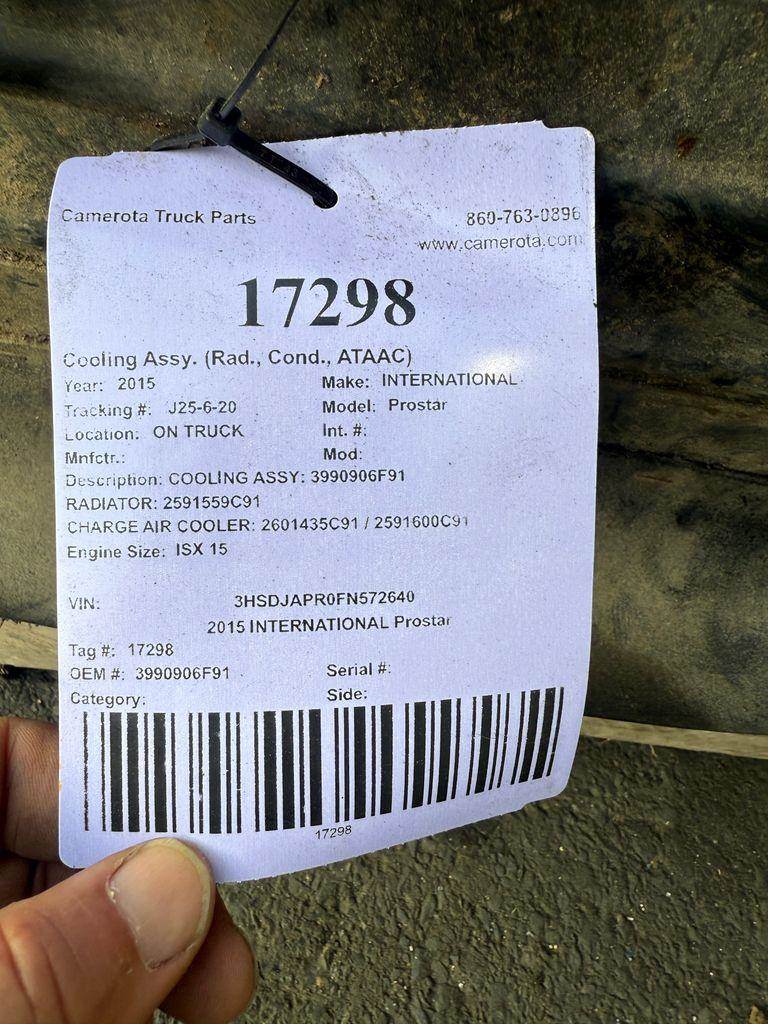 Camerota Truck Parts 860-763-0896
www.camerota.com
17298
Cooling Assy. (Rad., Cond., ATAAC)
Year: 2015 Make: INTERNATIONAL
Tracking #: J25-6-20 Model: Prostar
Location: ON TRUCK Int. #:
Mnfctr.: Mod:
Description: COOLING ASSY: 3990906F91
RADIATOR: 2591559C91
CHARGE AIR COOLER: 2601435C91 / 2591600C91
Engine Size: ISX 15
VIN: 3HSDJAPR0FN572640
2015 INTERNATIONAL Prostar
Tag #: 17298
OEM #: 3990906F91 Serial #:
Category: Side:
17298